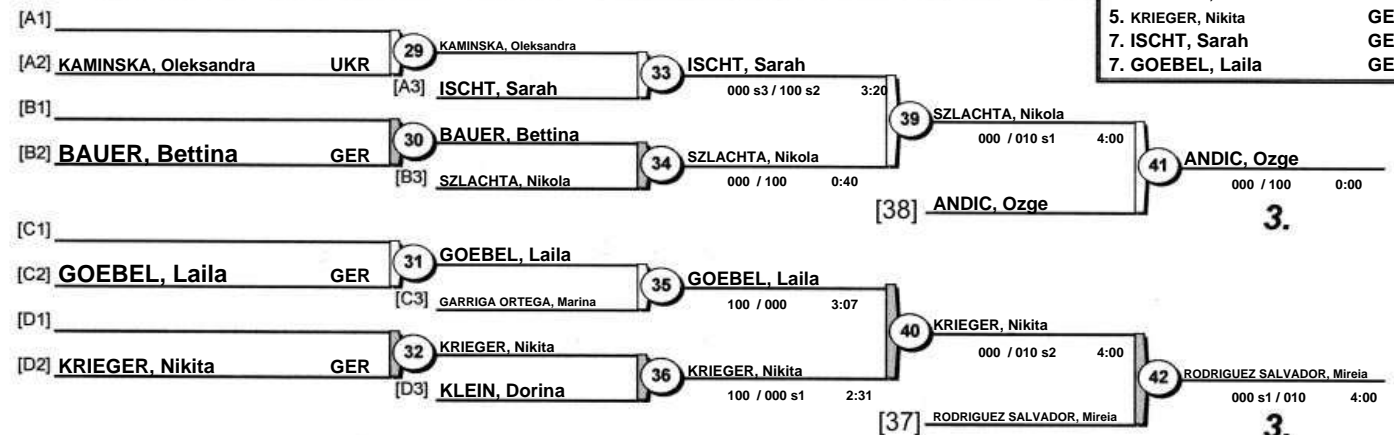 [A1]
[A2] KAMINSKA, Oleksandra UKR
29
KAMINSKA, Oleksandra
[A3] ISCHT, Sarah
33
ISCHT, Sarah
000 s3 / 100 s2 3:20
[B1]
[B2] BAUER, Bettina GER
30
BAUER, Bettina
[B3] SZLACHTA, Nikola
34
SZLACHTA, Nikola
000 / 100 0:40
39
SZLACHTA, Nikola
000 / 010 s1 4:00
[38] ANDIC, Ozge
41
ANDIC, Ozge
000 / 100 0:00
3.
[C1]
[C2] GOEBEL, Laila GER
31
GOEBEL, Laila
[C3] GARRIGA ORTEGA, Marina
35
GOEBEL, Laila
100 / 000 3:07
[D1]
[D2] KRIEGER, Nikita GER
32
KRIEGER, Nikita
[D3] KLEIN, Dorina
36
KRIEGER, Nikita
100 / 000 s1 2:31
40
KRIEGER, Nikita
000 / 010 s2 4:00
[37] RODRIGUEZ SALVADOR, Mireia
42
RODRIGUEZ SALVADOR, Mireia
000 s1 / 010 4:00
3.
5. KRIEGER, Nikita GE
7. ISCHT, Sarah GE
7. GOEBEL, Laila GE